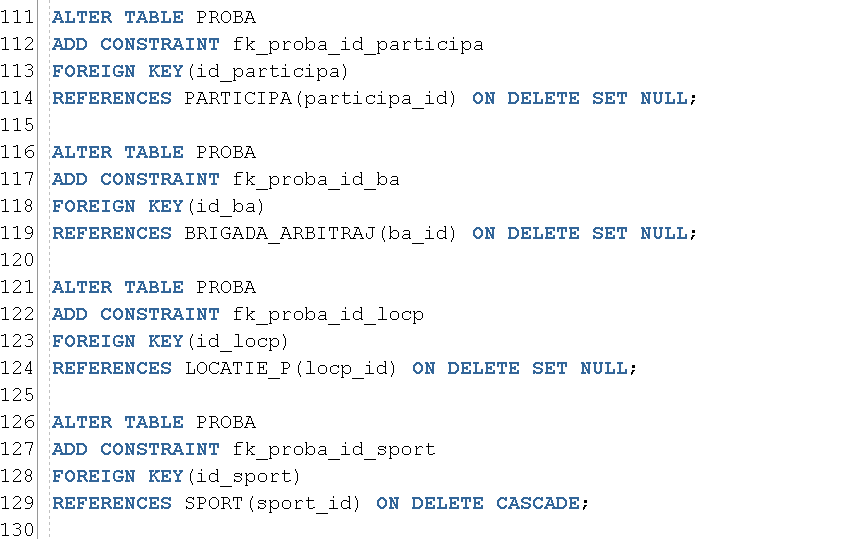 111 ALTER TABLE PROBA
112 ADD CONSTRAINT fk_proba_id_participa
113 FOREIGN KEY(id_participa)
114 REFERENCES PARTICIPA(participa_id) ON DELETE SET NULL;
115
116 ALTER TABLE PROBA
117 ADD CONSTRAINT fk_proba_id_ba
118 FOREIGN KEY(id_ba)
119 REFERENCES BRIGADA_ARBITRAJ(ba_id) ON DELETE SET NULL;
120
121 ALTER TABLE PROBA
122 ADD CONSTRAINT fk_proba_id_locp
123 FOREIGN KEY(id_locp)
124 REFERENCES LOCATIE_P(locp_id) ON DELETE SET NULL;
125
126 ALTER TABLE PROBA
127 ADD CONSTRAINT fk_proba_id_sport
128 FOREIGN KEY(id_sport)
129 REFERENCES SPORT(sport_id) ON DELETE CASCADE;
130